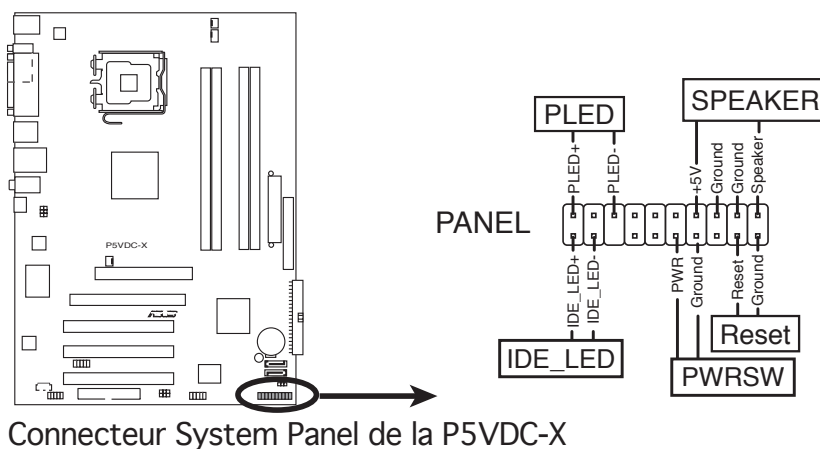 P5VDC-X
ASUS
PANEL
PLED
SPEAKER
PLED+
PLED-
+5V
Ground
Ground
Speaker
IDE_LED+
IDE_LED-
PWR
Ground
Reset
Ground
IDE_LED
PWRSW
Reset
Connecteur System Panel de la P5VDC-X